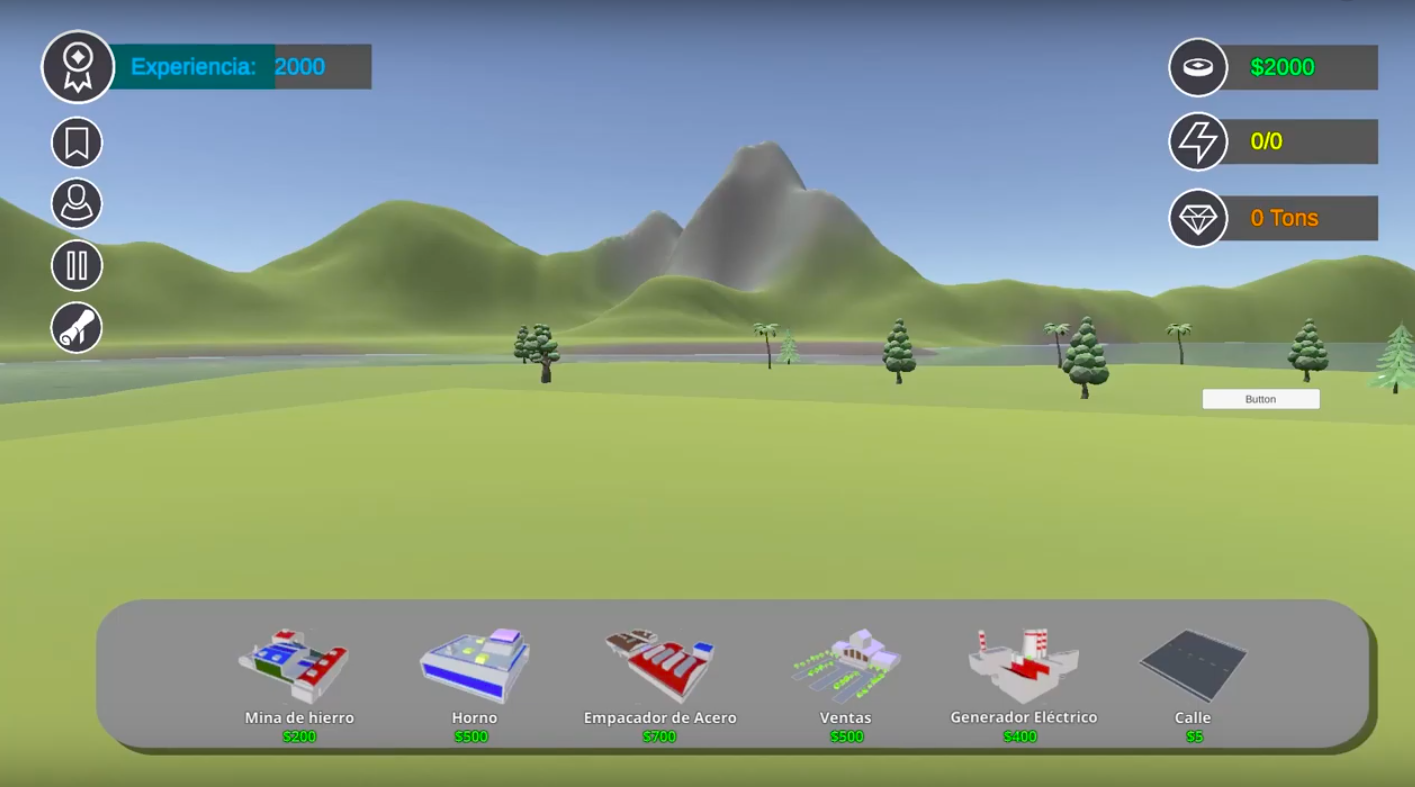 Experiencia: 2000
$2000
0/0
0 Tons
Button
Mina de hierro
$200
Horno
$500
Empacador de Acero
$700
Ventas
$500
Generador Eléctrico
$400
Calle
$5